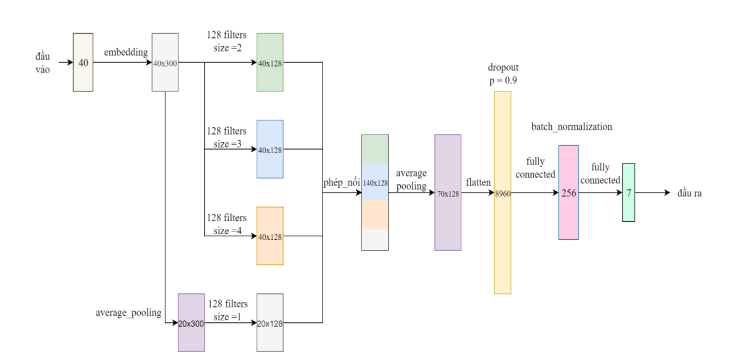 đầu
vào
40
embedding
40x300
128 filters
size =2
40x128
128 filters
size =3
40x128
128 filters
size =4
40x128
average_pooling
20x300
128 filters
size =1
20x128
phép_nối
140x128
average
pooling
70x128
flatten
dropout
p = 0.9
8960
fully
connected
batch_normalization
256
fully
connected
7
đầu ra